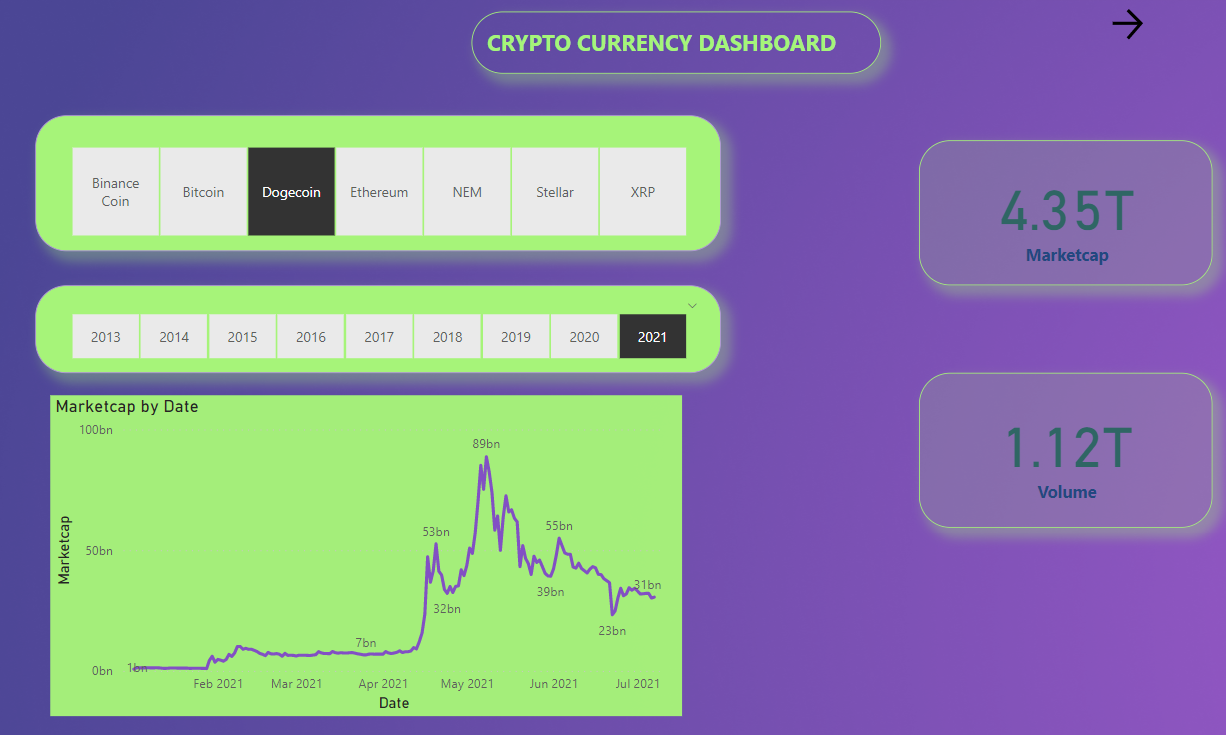 CRYPTO CURRENCY DASHBOARD
Binance
Coin
Bitcoin
Dogecoin
Ethereum
NEM
Stellar
XRP
4.35T
Marketcap
2013
2014
2015
2016
2017
2018
2019
2020
2021
1.12T
Volume
Marketcap by Date
100bn
50bn
0bn
Marketcap
1bn
7bn
53bn
32bn
89bn
55bn
39bn
23bn
31bn
Feb 2021
Mar 2021
Apr 2021
May 2021
Jun 2021
Jul 2021
Date